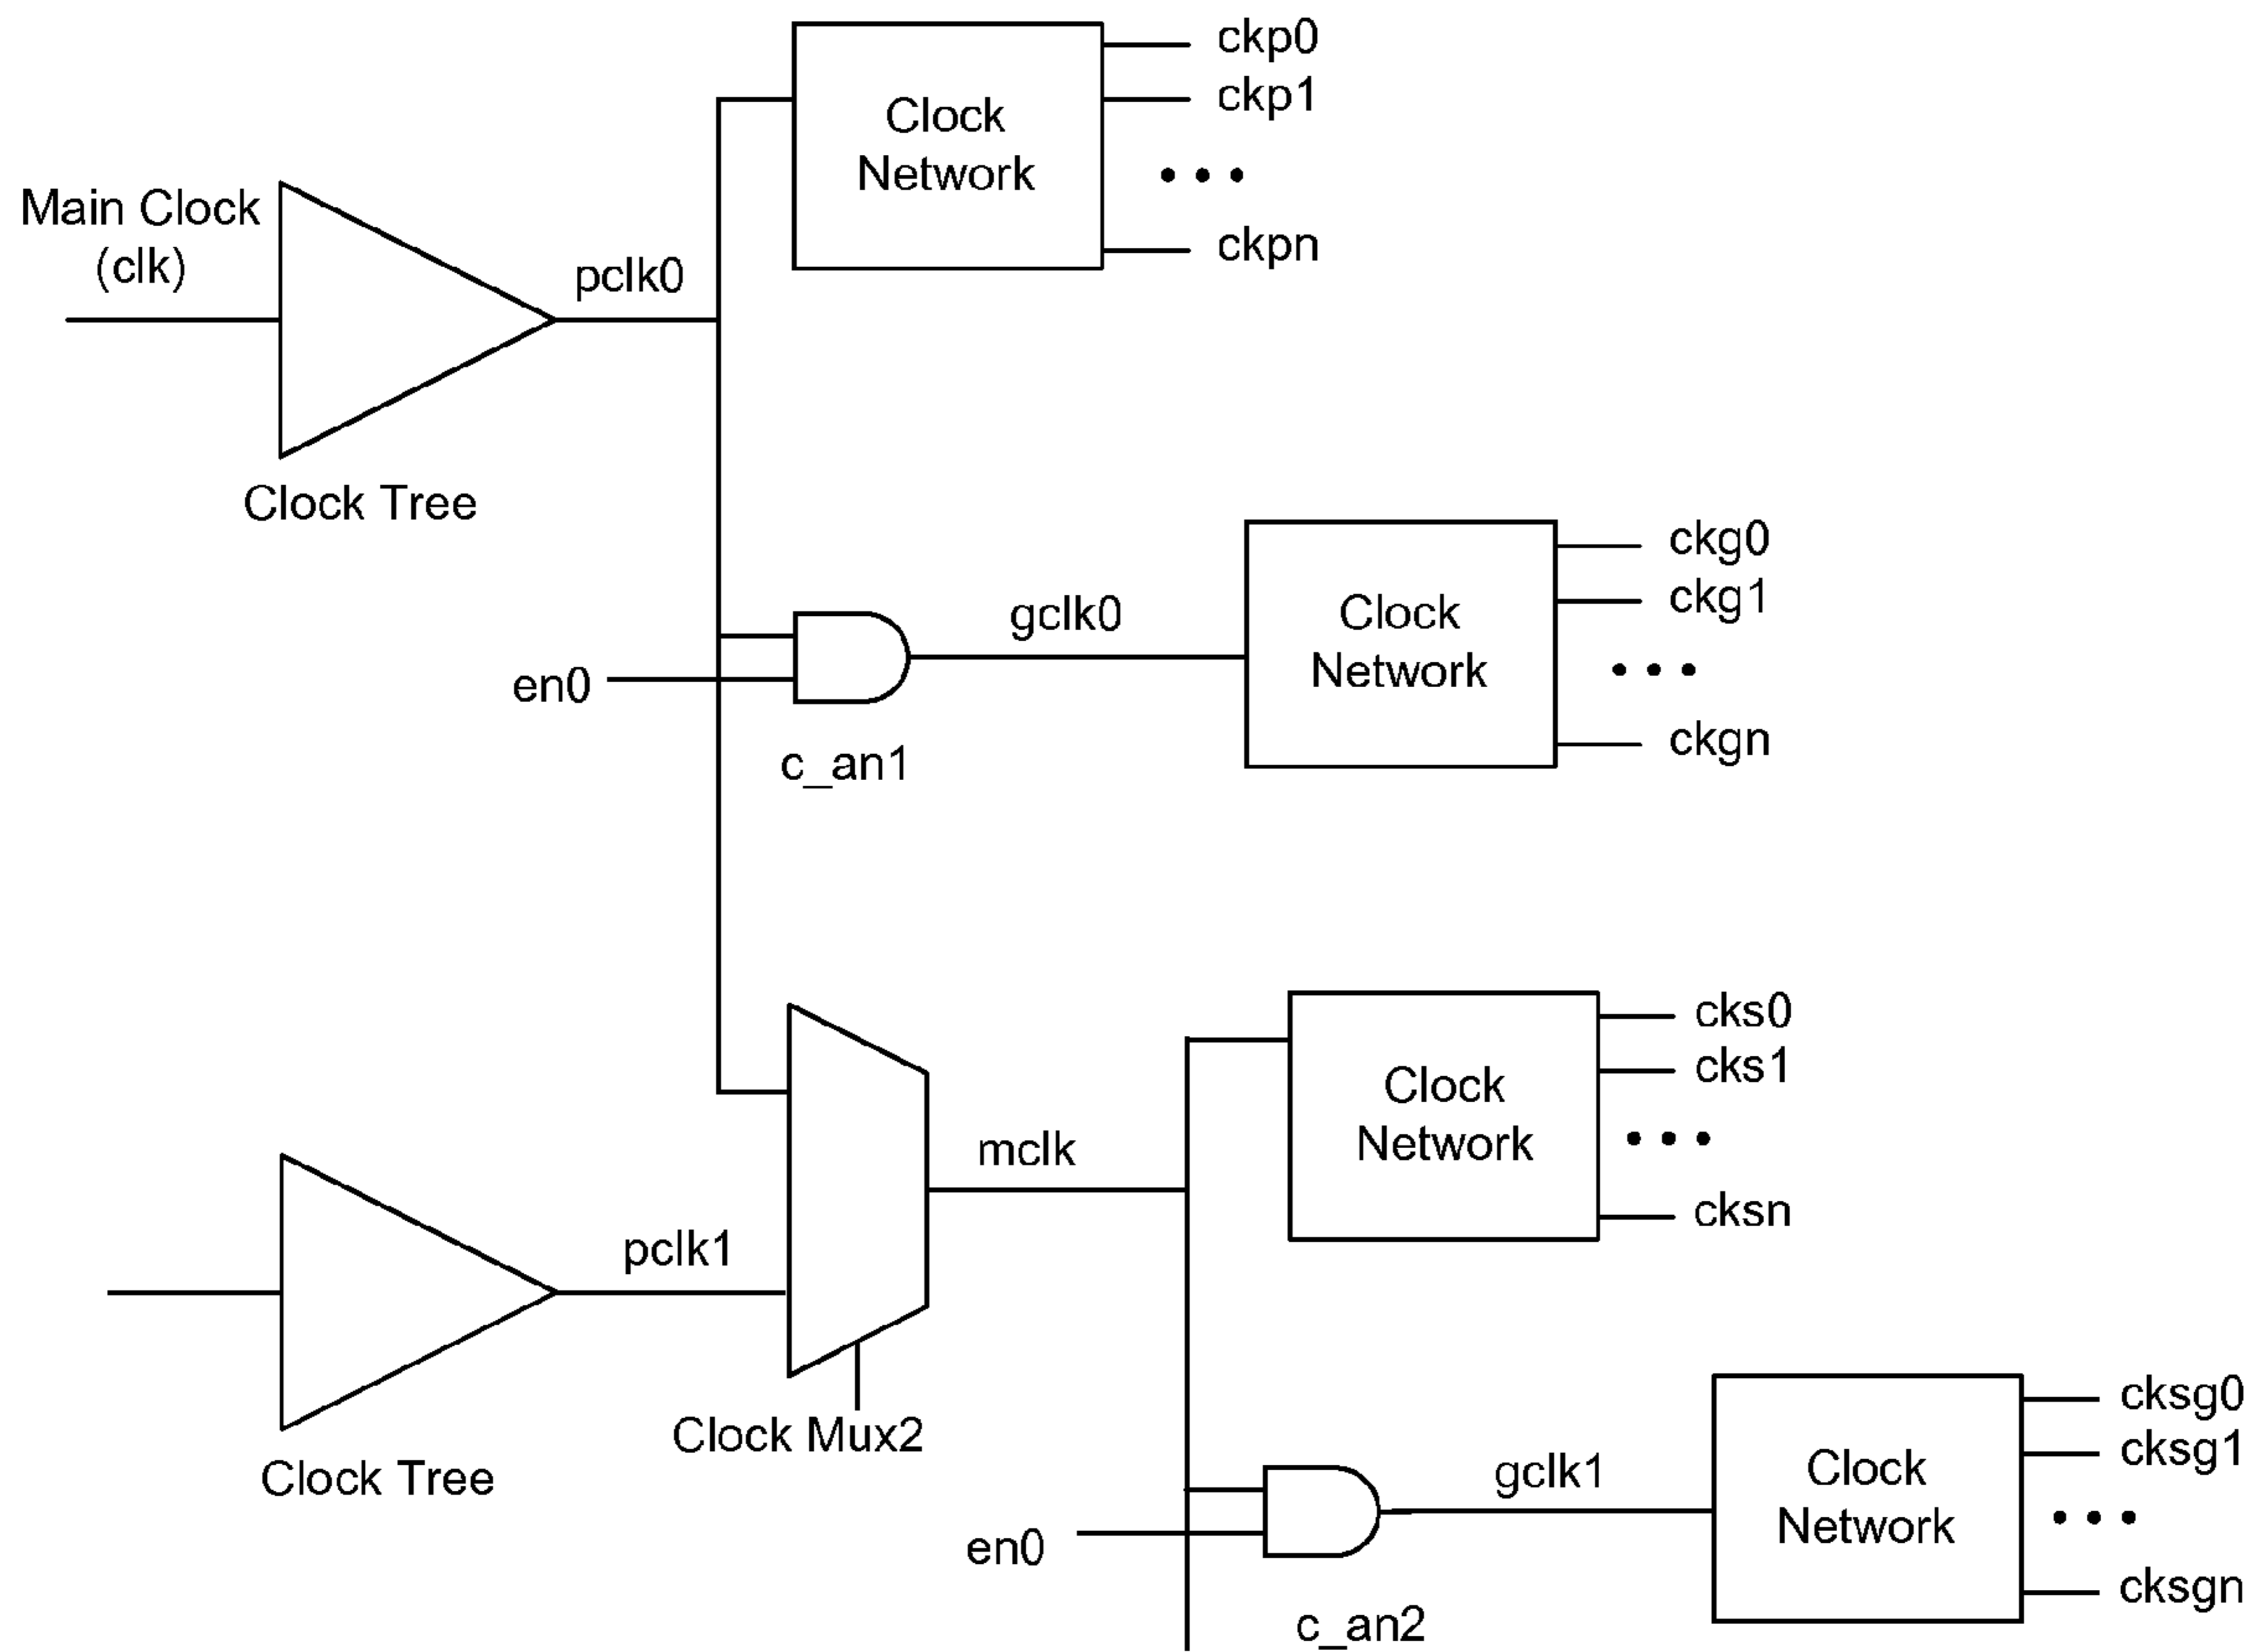 ckp0
ckp1
Clock
Network
ckpn
Main Clock
(clk)
pclk0
Clock Tree
ckg0
ckg1
gclk0
Clock
Network
en0
ckgn
c_an1
cks0
cks1
Clock
Network
mclk
cksn
pclk1
Clock Mux2
Clock Tree
cksg0
cksg1
gclk1
Clock
Network
en0
cksgn
c_an2